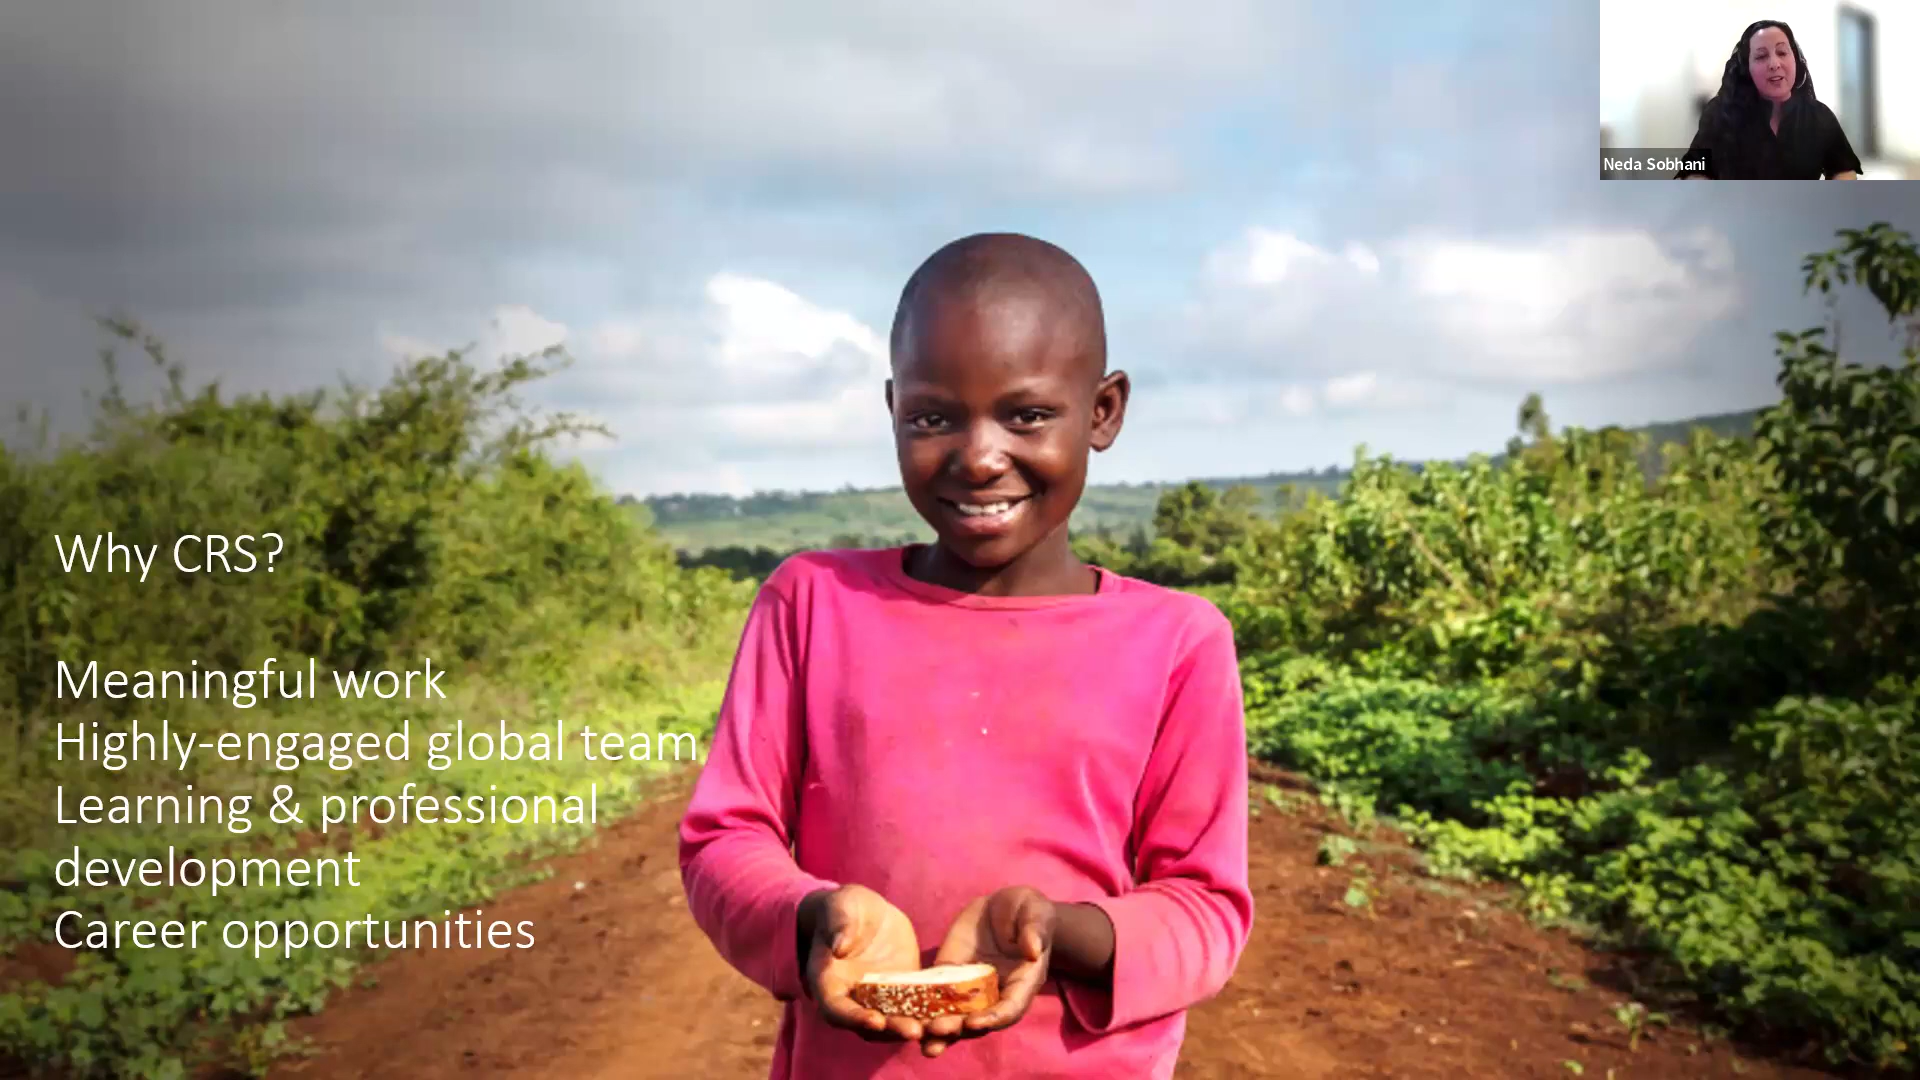 Neda Sobhani
Why CRS?
Meaningful work
Highly-engaged global team
Learning & professional
development
Career opportunities